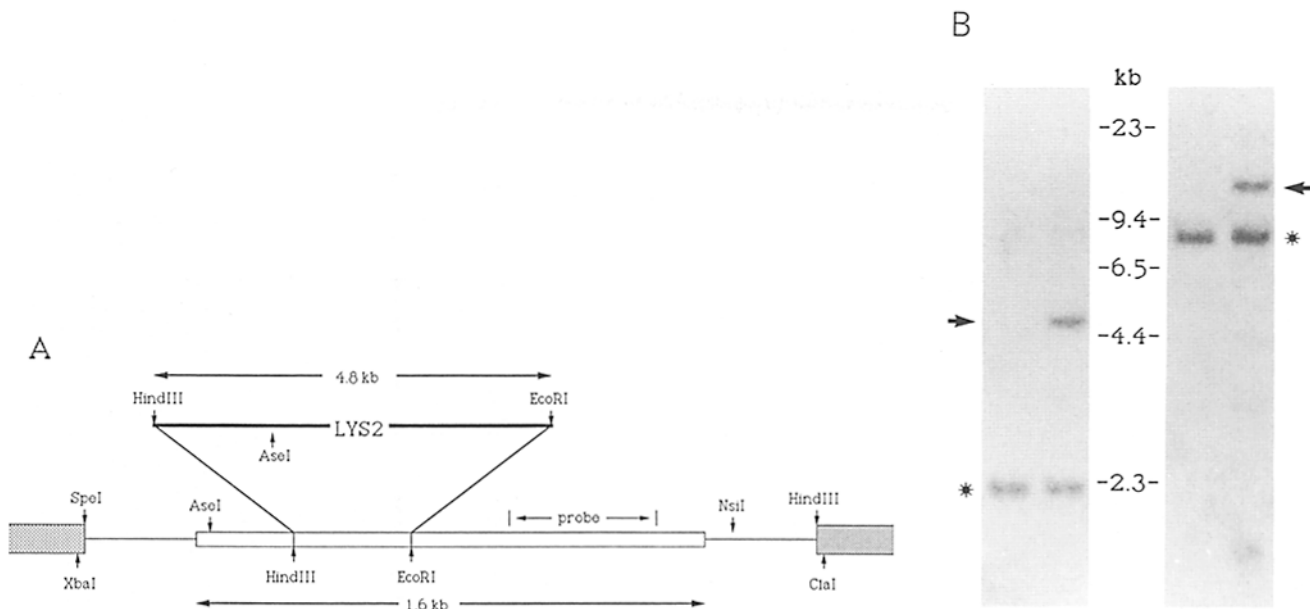 A
4.8 kb
HindIII
EcoRI
LYS2
AseI
SpeI
AseI
probe
NsiI
HindIII
XbaI
HindIII
EcoRI
ClaI
1.6 kb
B
kb
-23-
-9.4-
-6.5-
-4.4-
-2.3-